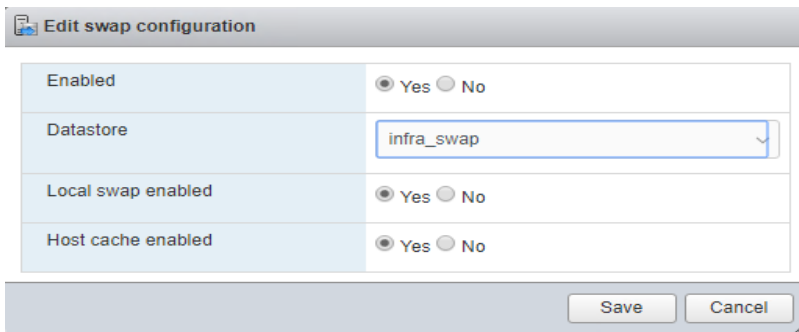 Edit swap configuration
Enabled Yes No
Datastore infra_swap
Local swap enabled Yes No
Host cache enabled Yes No
Save Cancel